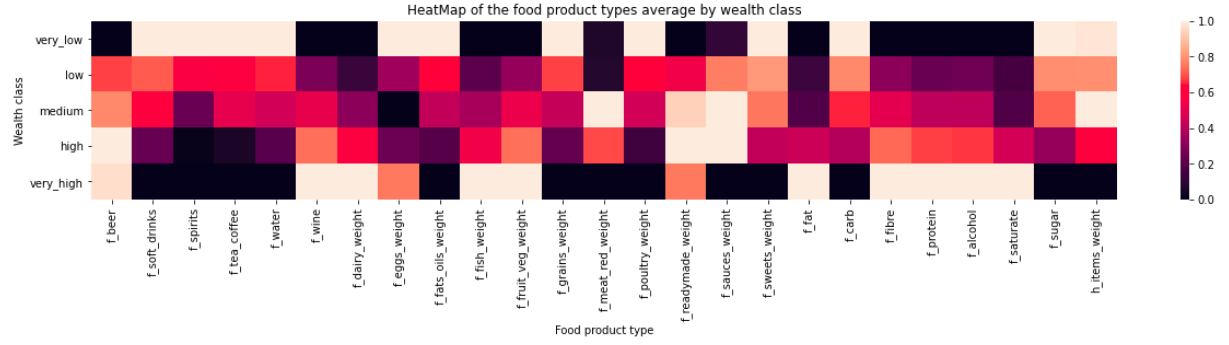 HeatMap of the food product types average by wealth class
Wealth class
very_low
low
medium
high
very_high
f_beer
f_soft_drinks
f_spirits
f_tea_coffee
f_water
f_wine
f_dairy_weight
f_eggs_weight
f_fats_oils_weight
f_fish_weight
f_fruit_veg_weight
f_grains_weight
f_meat_red_weight
f_poultry_weight
f_readymade_weight
f_sauces_weight
f_sweets_weight
f_fat
f_carb
f_fibre
f_protein
f_alcohol
f_saturate
f_sugar
h_items_weight
Food product type
1.0
0.8
0.6
0.4
0.2
0.0